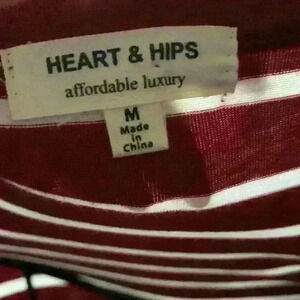 HEART & HIPS
affordable luxury
M
Made
in
China